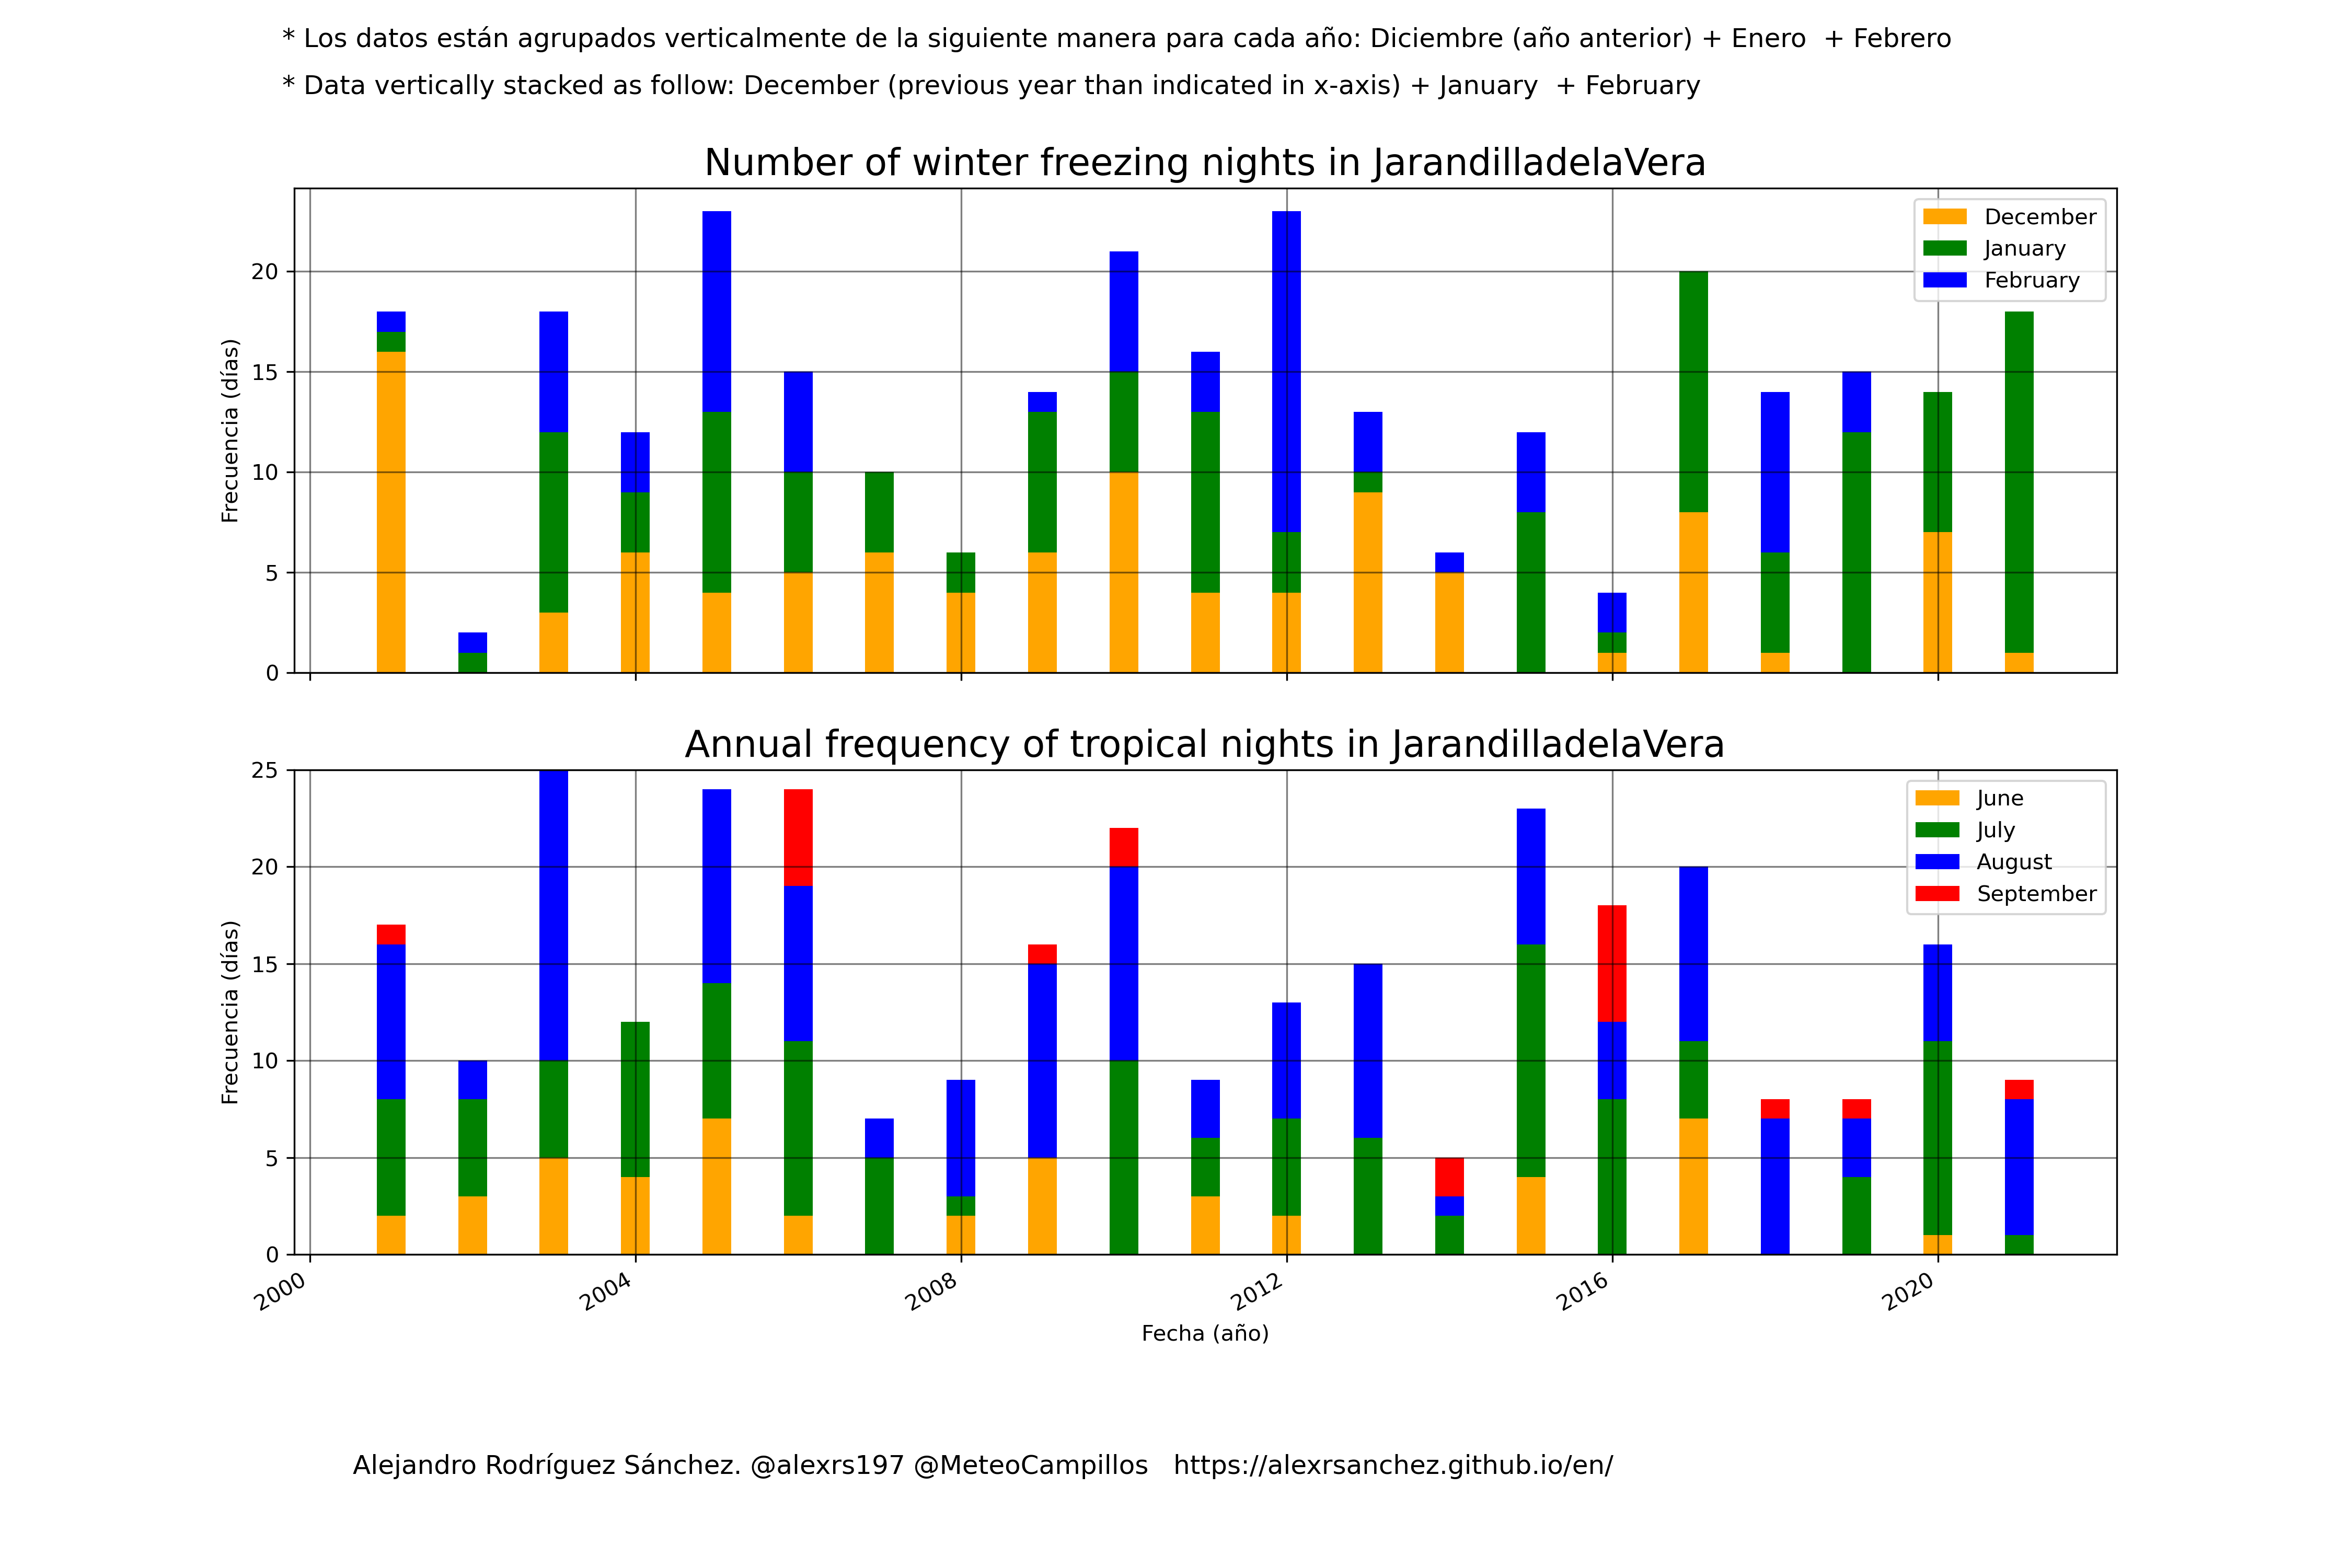 * Los datos están agrupados verticalmente de la siguiente manera para cada año: Diciembre (año anterior) + Enero  + Febrero
* Data vertically stacked as follow: December (previous year than indicated in x-axis) + January  + February
Number of winter freezing nights in JarandilladelaVera
December
January
February
Frecuencia (días)
20
15
10
5
0
Annual frequency of tropical nights in JarandilladelaVera
June
July
August
September
Frecuencia (días)
25
20
15
10
5
0
2000 2004 2008 2012 2016 2020
Fecha (año)
Alejandro Rodríguez Sánchez. @alexrs197 @MeteoCampillos   https://alexrsanchez.github.io/en/